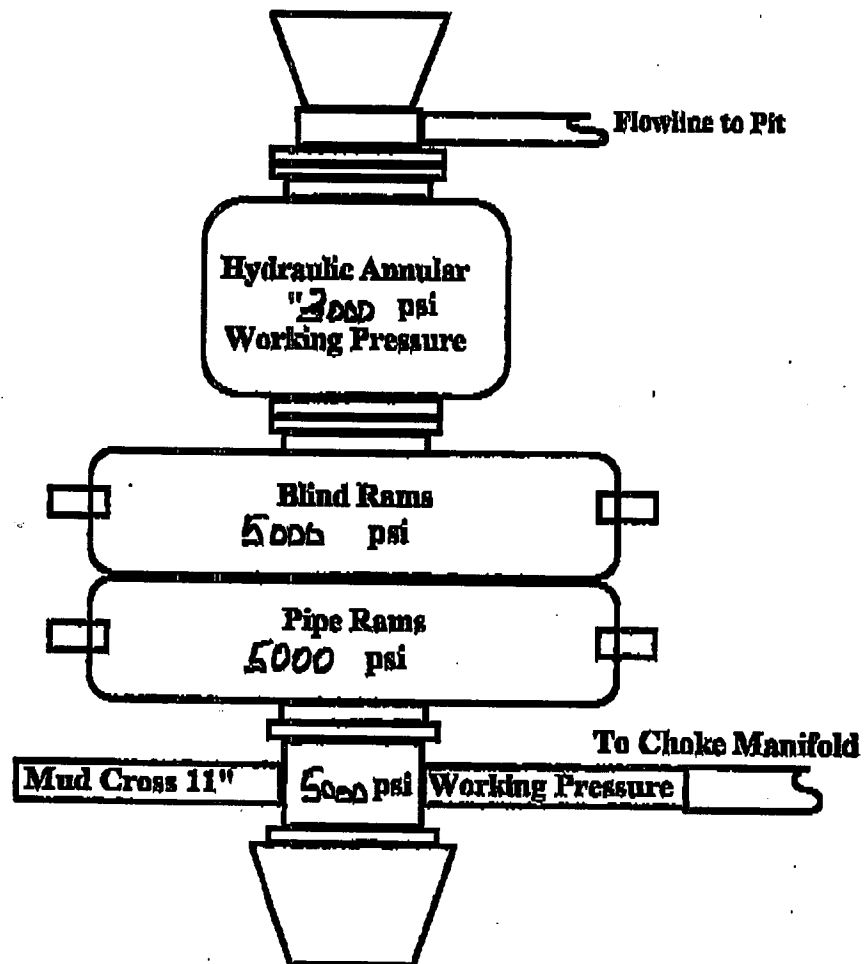 Flowline to Pit
Hydraulic Annular
"3000 psi
Working Pressure
Blind Rams
5000 psi
Pipe Rams
5000 psi
To Choke Manifold
Mud Cross 11" 5000 psi Working Pressure